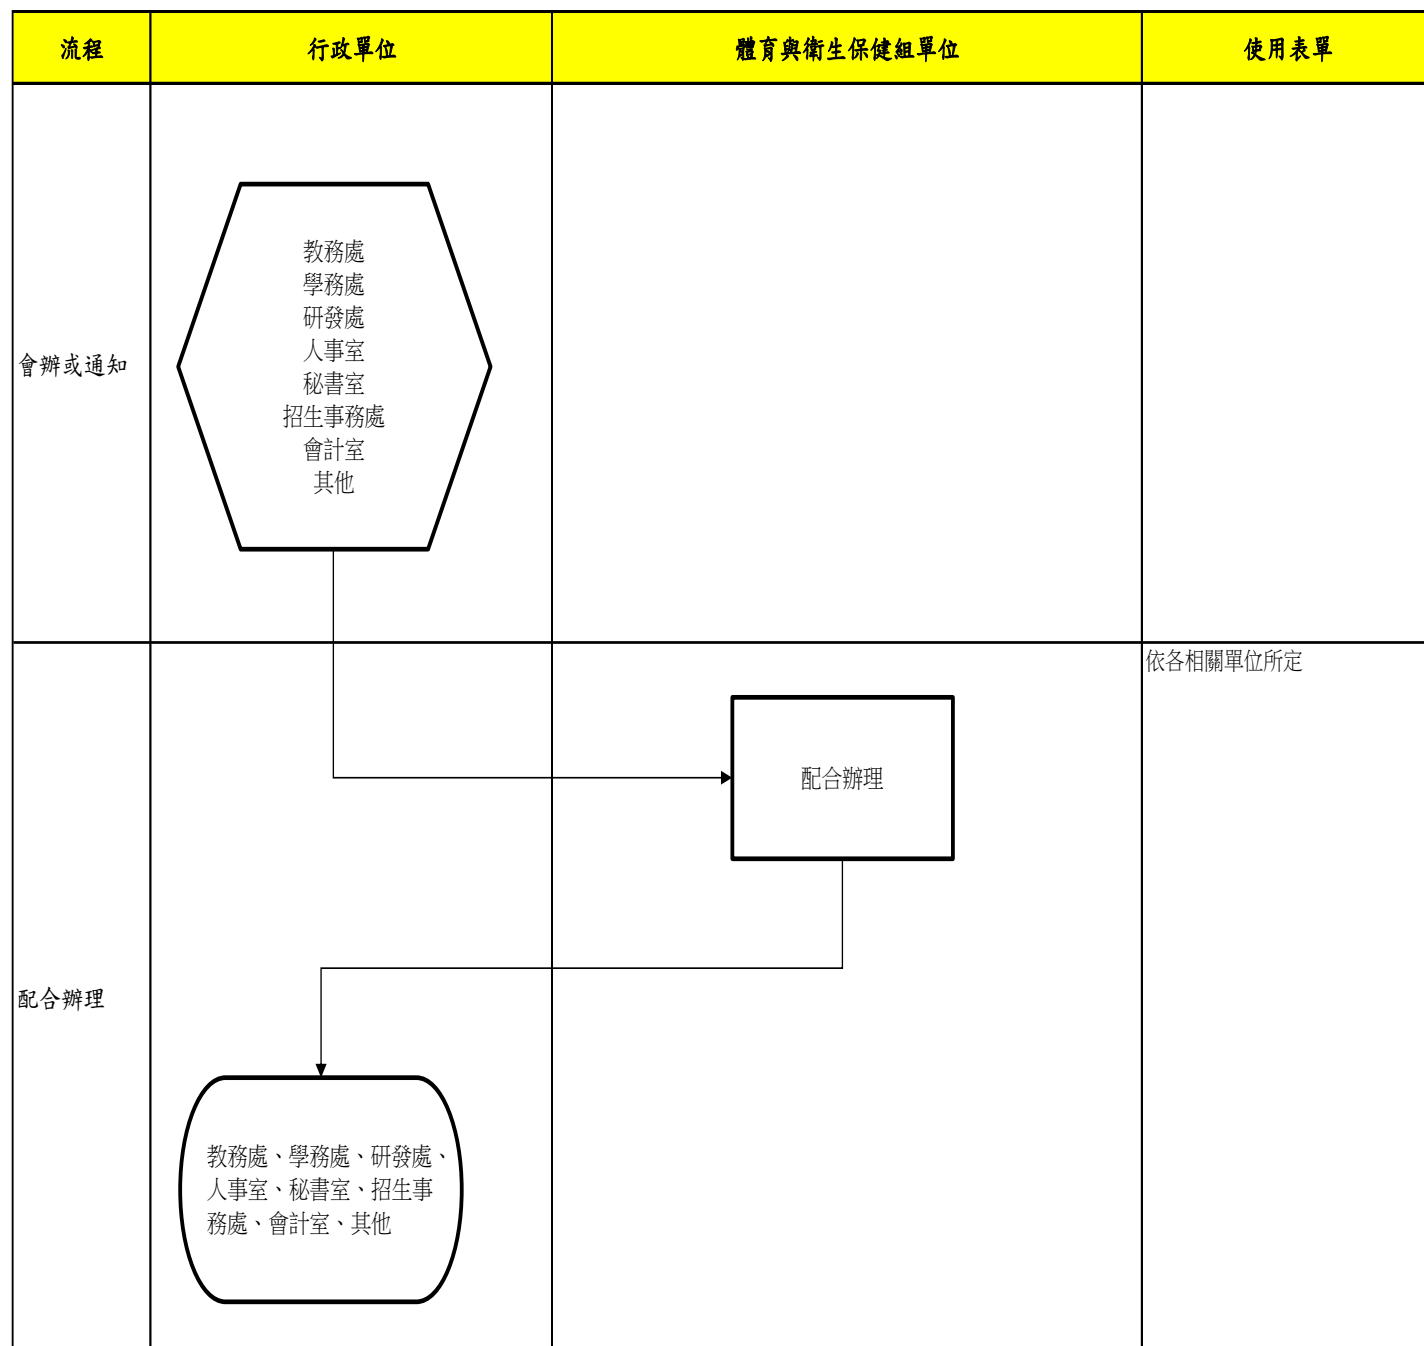 流程 行政單位 體育與衛生保健組單位 使用表單
會辦或通知
教務處
學務處
研發處
人事室
秘書室
招生事務處
會計室
其他
配合辦理
依各相關單位所定
配合辦理
教務處、學務處、研發處、
人事室、秘書室、招生事
務處、會計室、其他